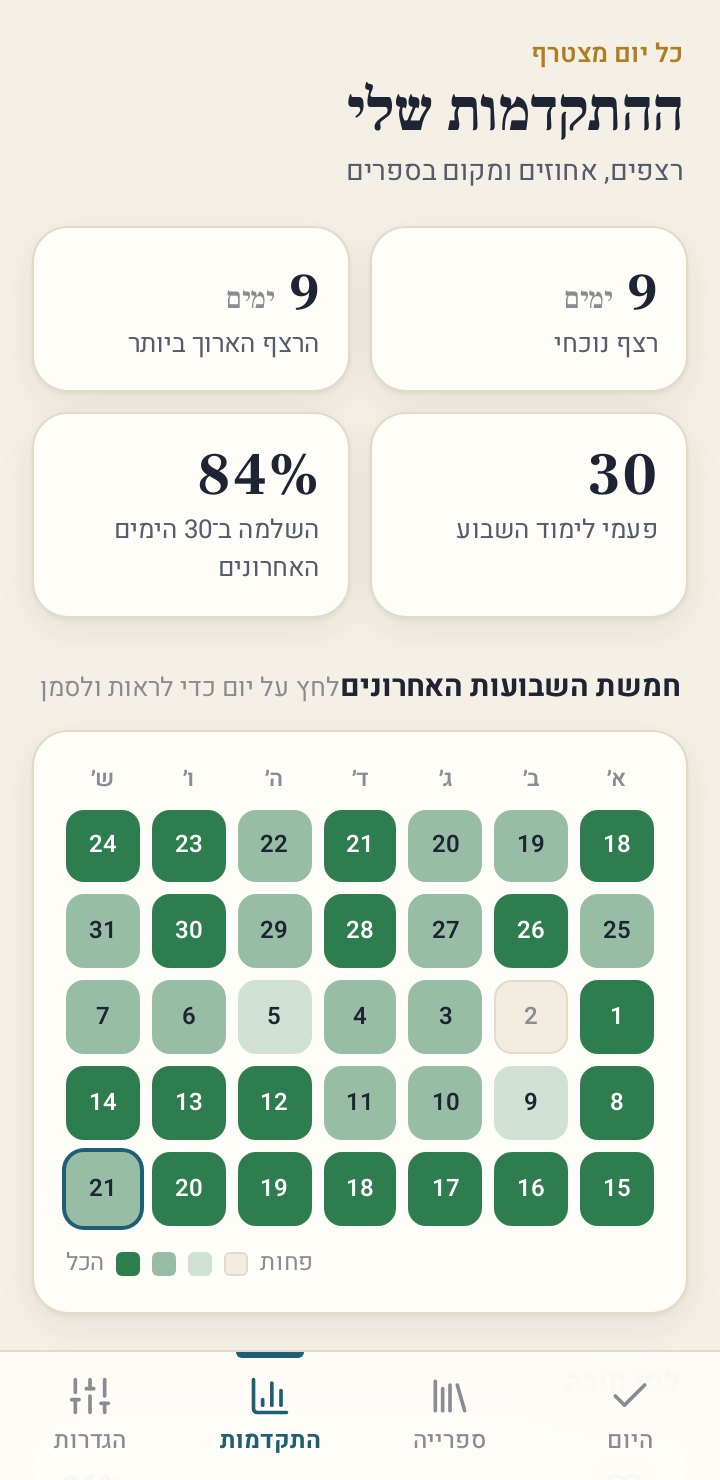 כל יום מצטרף
ההתקדמות שלי
רצפים, אחוזים ומקום בספרים
9 ימים
רצף נוכחי
9 ימים
הרצף הארוך ביותר
30
פעמי לימוד השבוע
84%
השלמה ב־30 הימים
האחרונים
חמשת השבועות האחרונים
לחץ על יום כדי לראות ולסמן
א׳ ב׳ ג׳ ד׳ ה׳ ו׳ ש׳
18 19 20 21 22 23 24
25 26 27 28 29 30 31
1 2 3 4 5 6 7
8 9 10 11 12 13 14
15 16 17 18 19 20 21
פחות הכל
היום ספרייה התקדמות הגדרות